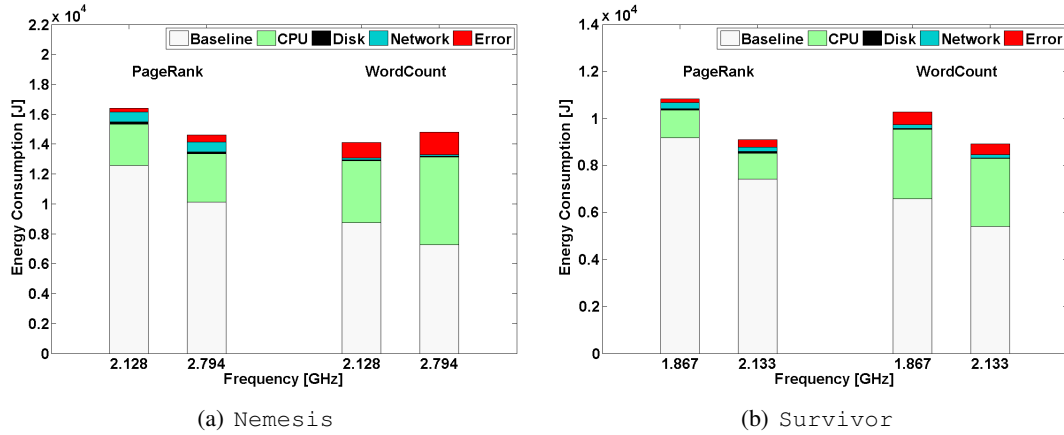 x 10^4
2.2
Baseline CPU Disk Network Error
2
PageRank WordCount
1.8
1.6
1.4
1.2
1
0.8
0.6
0.4
0.2
0
Energy Consumption [J]
2.128 2.794 2.128 2.794
Frequency [GHz]
(a) Nemesis
x 10^4
1.4
Baseline CPU Disk Network Error
1.2
PageRank WordCount
1
0.8
0.6
0.4
0.2
0
Energy Consumption [J]
1.867 2.133 1.867 2.133
Frequency [GHz]
(b) Survivor